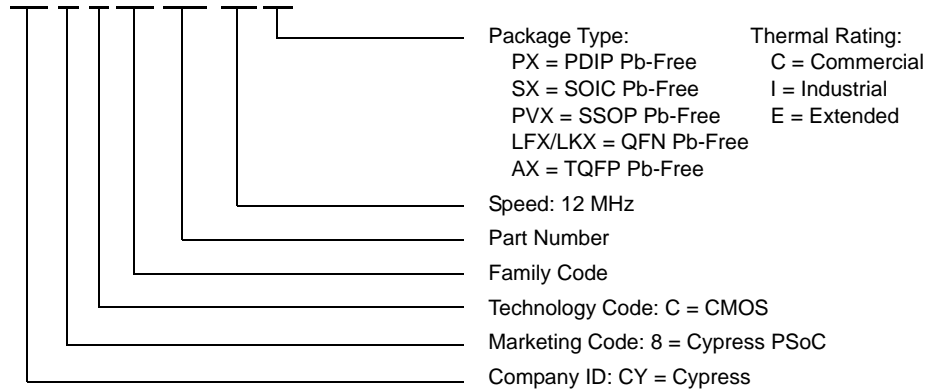 Package Type: Thermal Rating:
PX = PDIP Pb-Free C = Commercial
SX = SOIC Pb-Free I = Industrial
PVX = SSOP Pb-Free E = Extended
LFX/LKX = QFN Pb-Free
AX = TQFP Pb-Free
Speed: 12 MHz
Part Number
Family Code
Technology Code: C = CMOS
Marketing Code: 8 = Cypress PSoC
Company ID: CY = Cypress